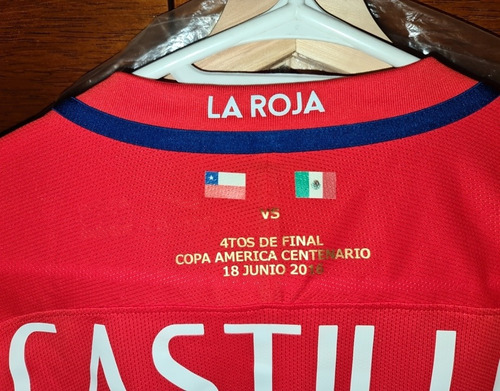 LA ROJA
vs
4TOS DE FINAL
COPA AMERICA CENTENARIO
18 JUNIO 2016